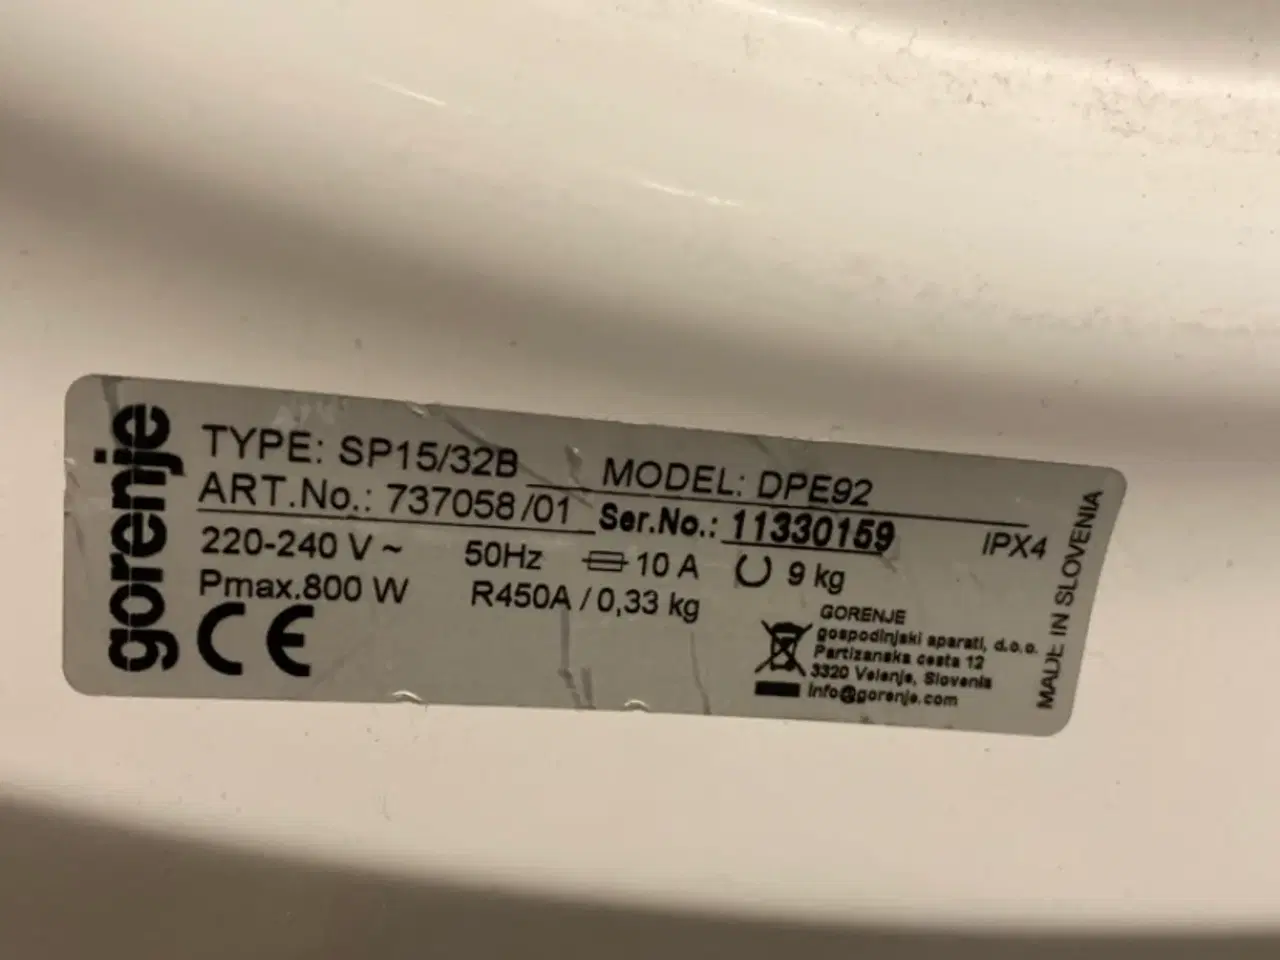 gorenje
TYPE: SP15/32B MODEL: DPE92
ART.No.: 737058/01 Ser.No.: 11330159 IPX4
220-240 V ~ 50Hz 10 A 9 kg
Pmax.800 W R450A / 0,33 kg
CE
GORENJE
gospodinjski aparati, d.o.o.
Partizanska cesta 12
3320 Velenje, Slovenia
info@gorenje.com
MADE IN SLOVENIA